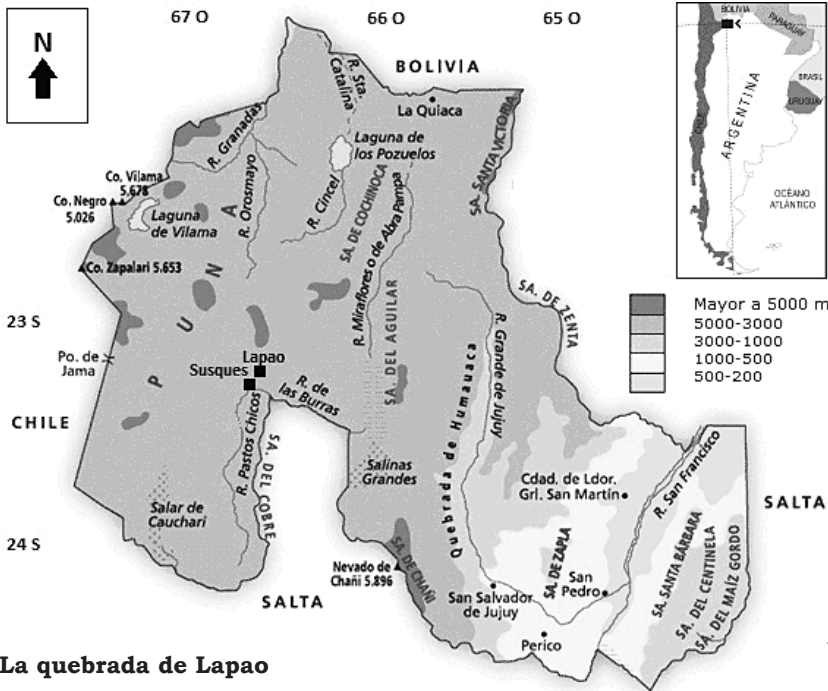 67 O
66 O
65 O
N
BOLIVIA
La Quiaca
R. Sta.
Catalina
R. Granadas
Laguna de
los Pozuelos
SA. SANTA VICTORIA
Co. Vilama
5.678
Co. Negro
5.026
Laguna
de Vilama
R. Orosmayo
R. Cincel
SA. DE COCHINOCA
R. Miraflores o de Abra Pampa
Co. Zapalari 5.653
PUNA
SA. DE ZENTA
SA. DEL AGUILAR
23 S
Po. de
Jama
Lapao
Susques
R. de
las Burras
R. Grande de Jujuy
Quebrada de Humauaca
CHILE
R. Pastos Chicos
SA. DEL COBRE
Salinas
Grandes
Salar de
Cauchari
Cdad. de Ldor.
Grl. San Martín
R. San Francisco
SALTA
24 S
SA. DE CHAÑI
Nevado de
Chañi 5.896
SA. DE ZAPLA
San
Pedro
San Salvador
de Jujuy
Perico
SA. SANTA BÁRBARA
SA. DEL CENTINELA
SA. DEL MAÍZ GORDO
SALTA
BOLIVIA
PARAGUAY
BRASIL
URUGUAY
CHILE
ARGENTINA
OCÉANO
ATLÁNTICO
Mayor a 5000 m
5000-3000
3000-1000
1000-500
500-200
La quebrada de Lapao